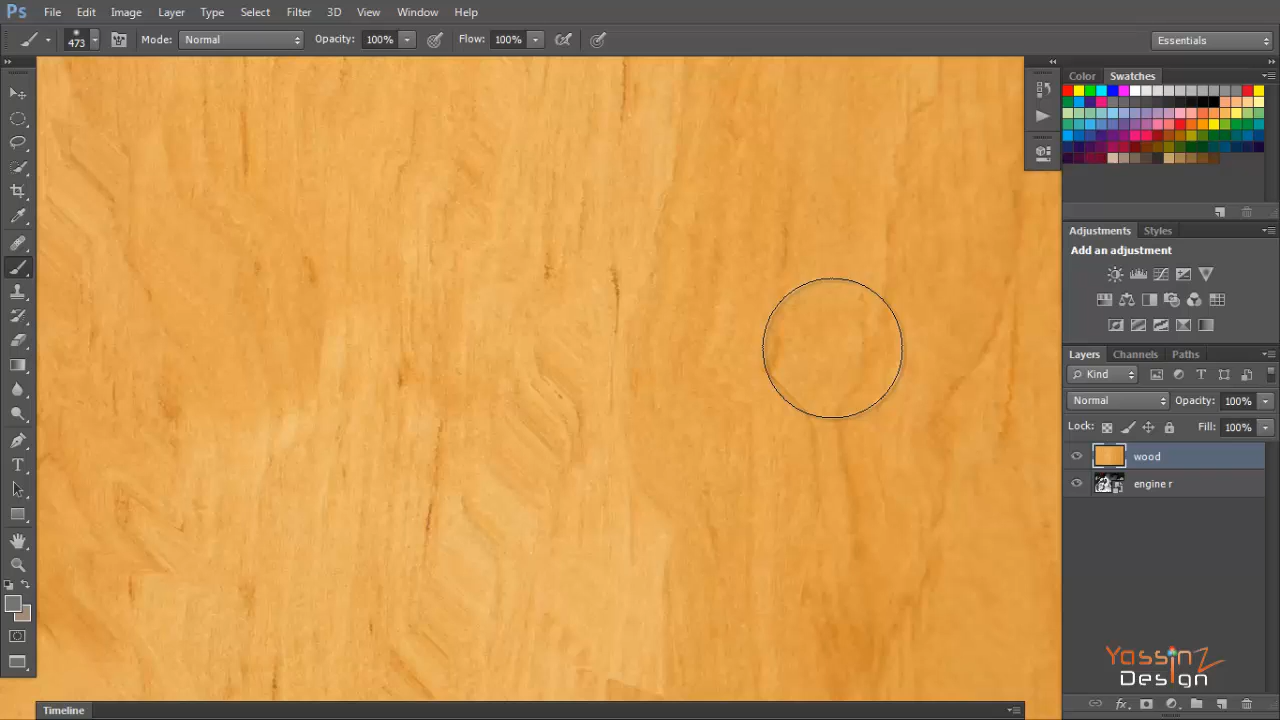 Ps File Edit Image Layer Type Select Filter 3D View Window Help
473 Mode: Normal Opacity: 100% Flow: 100% Essentials
Color Swatches
Adjustments Styles
Add an adjustment
Layers Channels Paths
Kind
Normal Opacity: 100%
Lock: Fill: 100%
wood
engine r
YassinZ
Design
Timeline